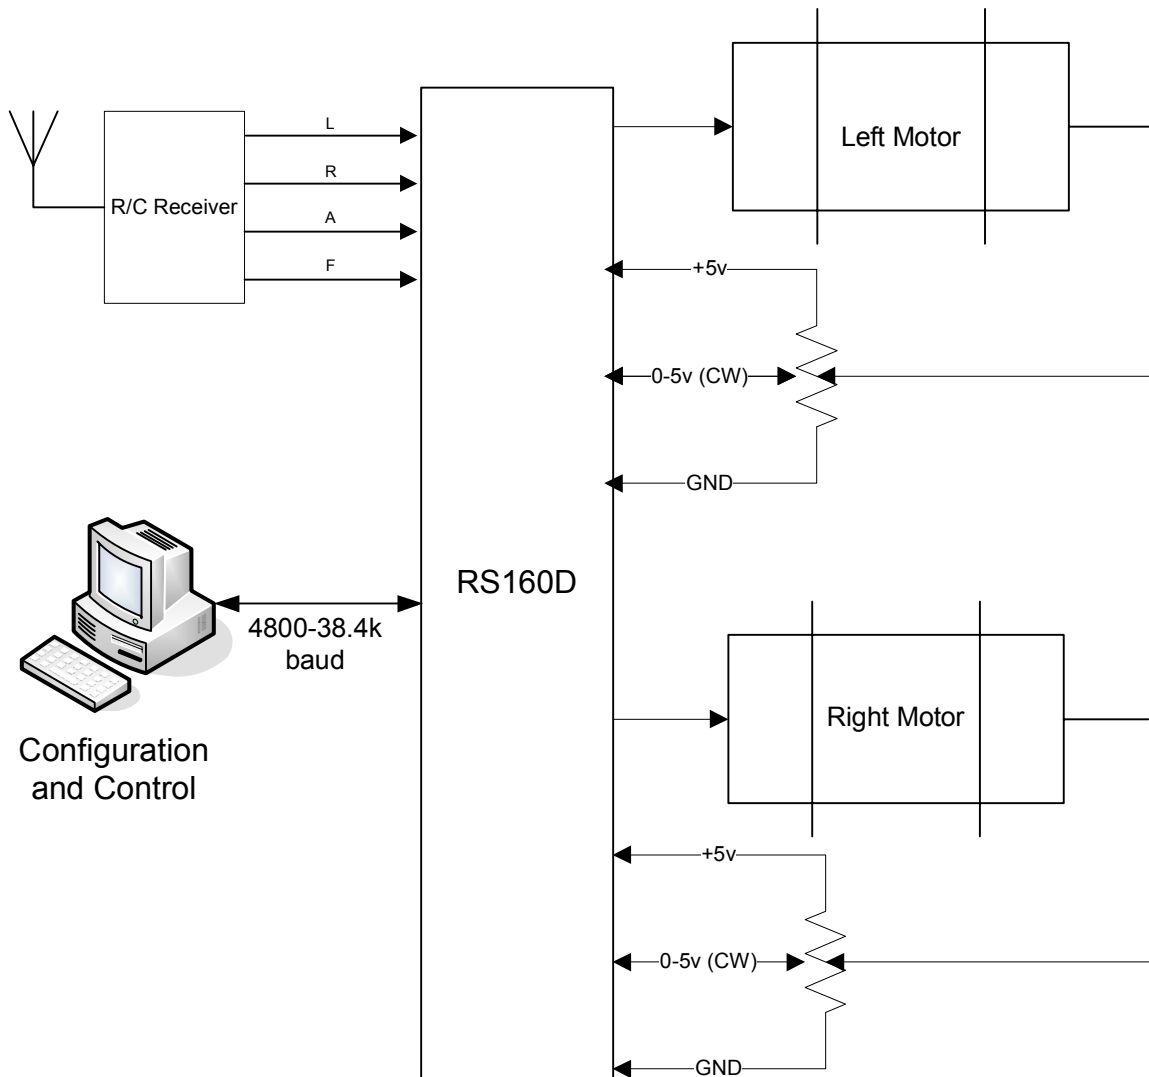 L
R
A
F
R/C Receiver
Left Motor
+5v
0-5v (CW)
GND
RS160D
4800-38.4k
baud
Configuration
and Control
Right Motor
+5v
0-5v (CW)
GND